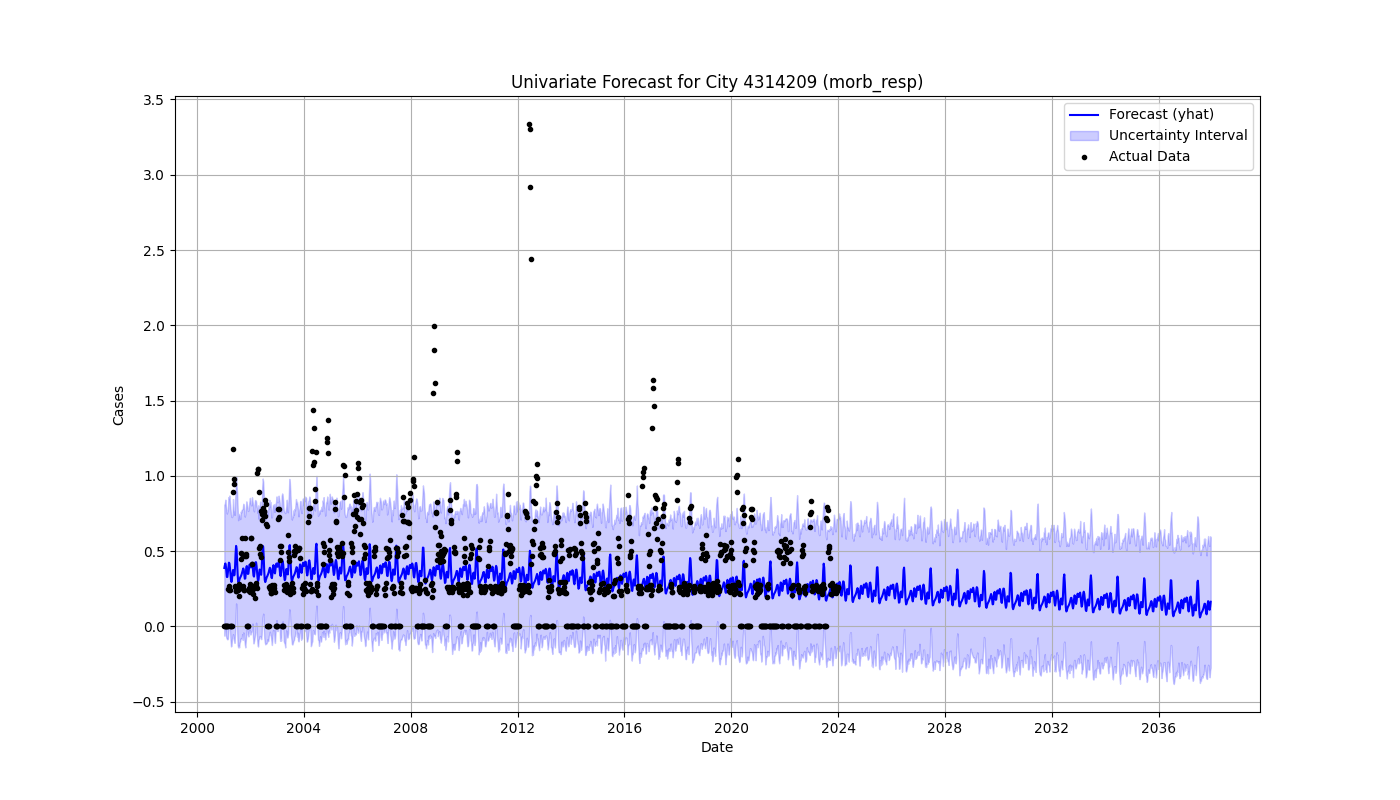 Univariate Forecast for City 4314209 (morb_resp)
Forecast (yhat)
Uncertainty Interval
Actual Data
3.5
3.0
2.5
2.0
1.5
1.0
0.5
0.0
−0.5
Cases
2000 2004 2008 2012 2016 2020 2024 2028 2032 2036
Date